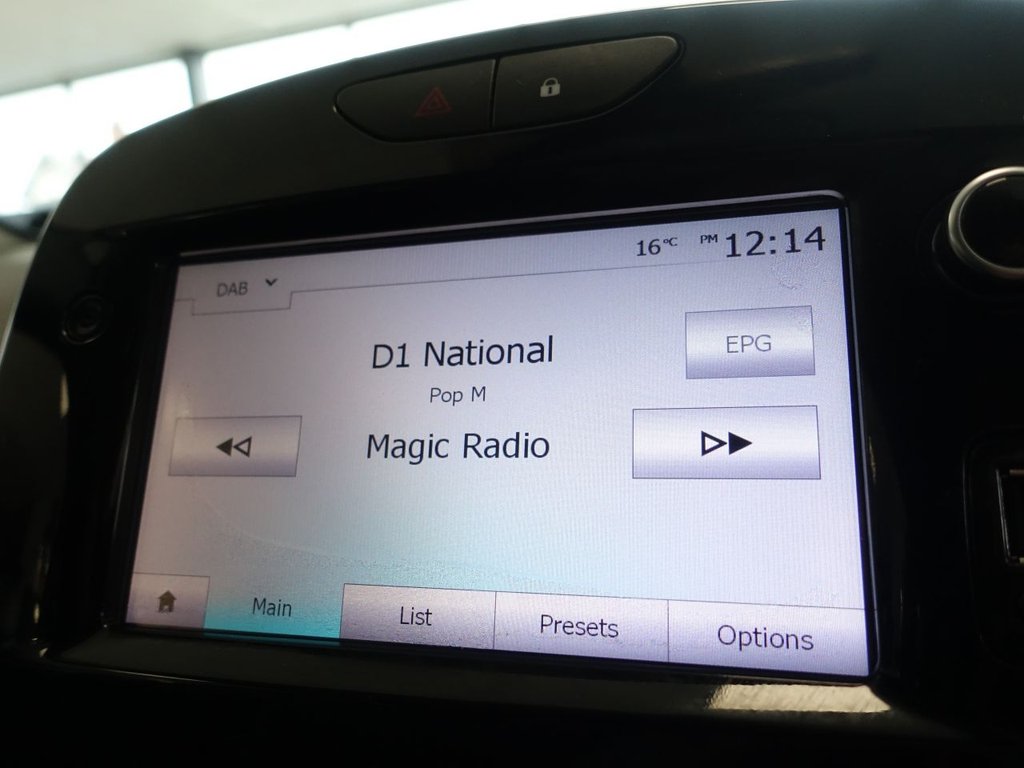 16°C PM 12:14
DAB
D1 National
EPG
Pop M
Magic Radio
Main List Presets Options